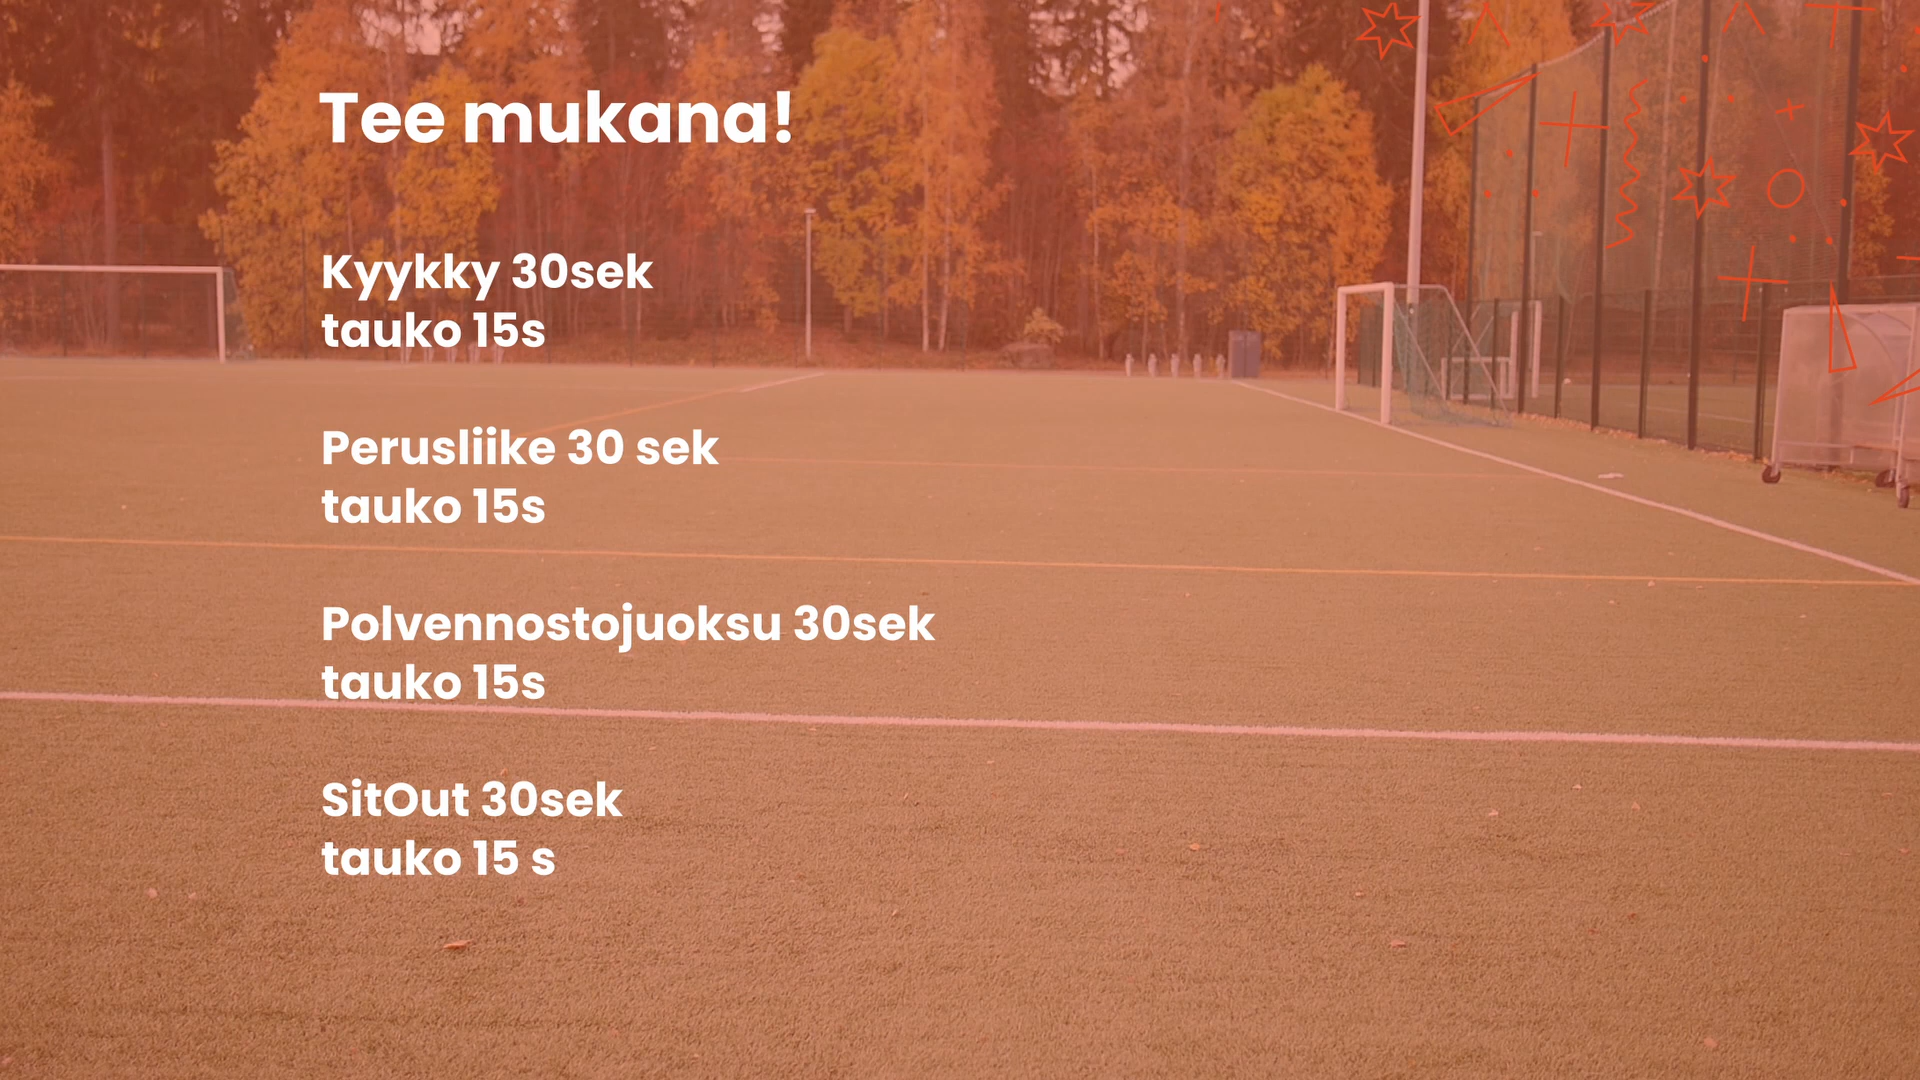 Tee mukana!
Kyykky 30sek
tauko 15s
Perusliike 30 sek
tauko 15s
Polvennostojuoksu 30sek
tauko 15s
SitOut 30sek
tauko 15 s